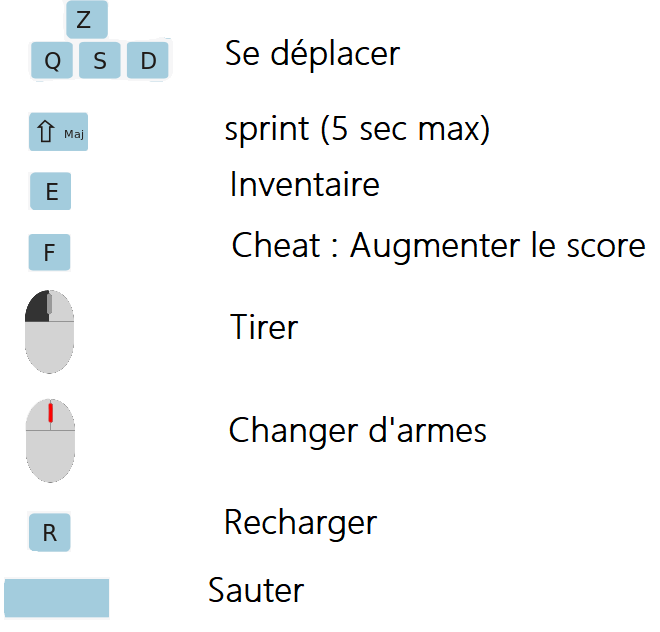 Z
Q S D Se déplacer
⇧ Maj sprint (5 sec max)
E Inventaire
F Cheat : Augmenter le score
Tirer
Changer d'armes
R Recharger
Sauter